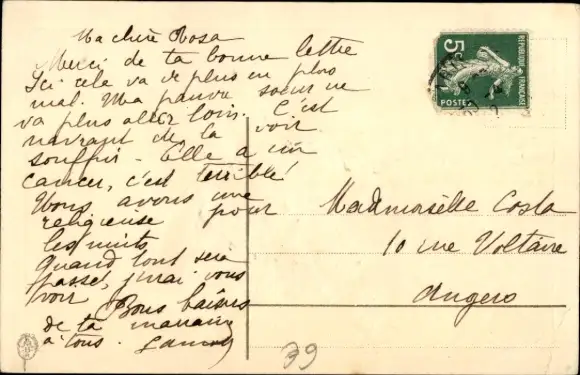 Ma chère Rosa
Merci de ta bonne lettre
Ici cela va de plus en plus
mal. Ma pauvre soeur ne
va plus aller loin. C'est
navrant de la voir
souffrir - Elle a un
cancer, c'est terrible!
Nous avons une
religieuse pour
les nuits
Quand tout sera
passé, j'irai vous
voir Bons baisers
de ta marraine
à tous.
5c
REPUBLIQUE FRANÇAISE
POSTES
Mademoiselle Costa
10 rue Voltaire
Angers
39